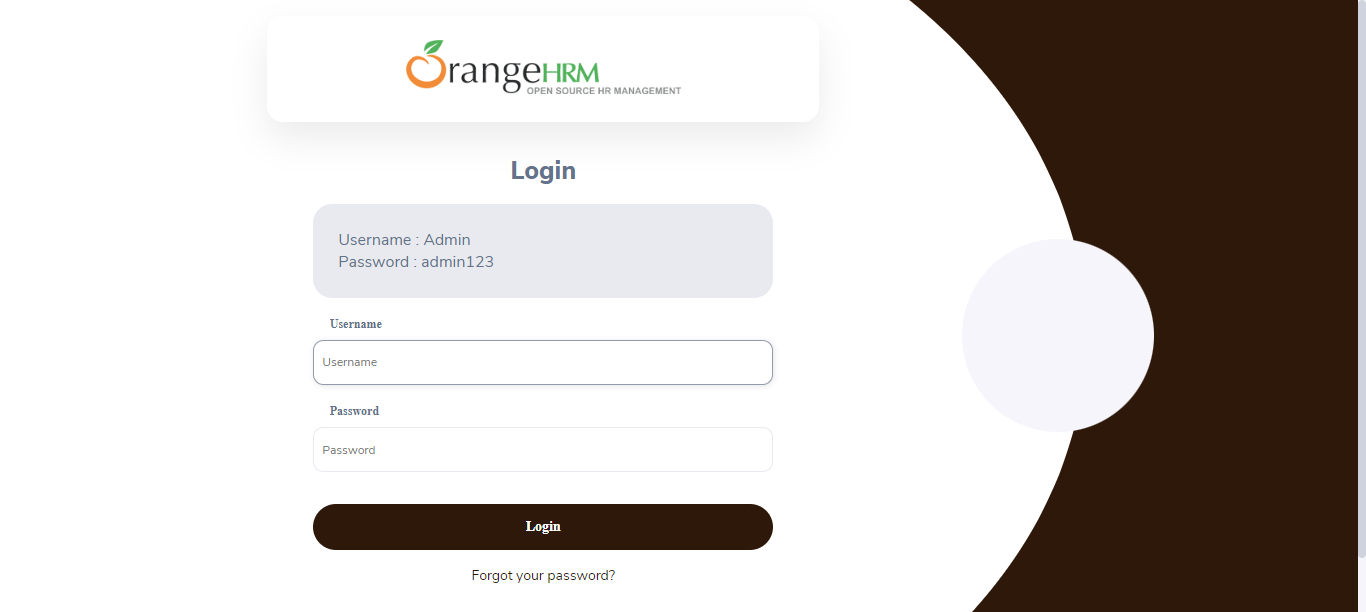 OrangeHRM
OPEN SOURCE HR MANAGEMENT
Login
Username : Admin
Password : admin123
Username
Username
Password
Password
Login
Forgot your password?